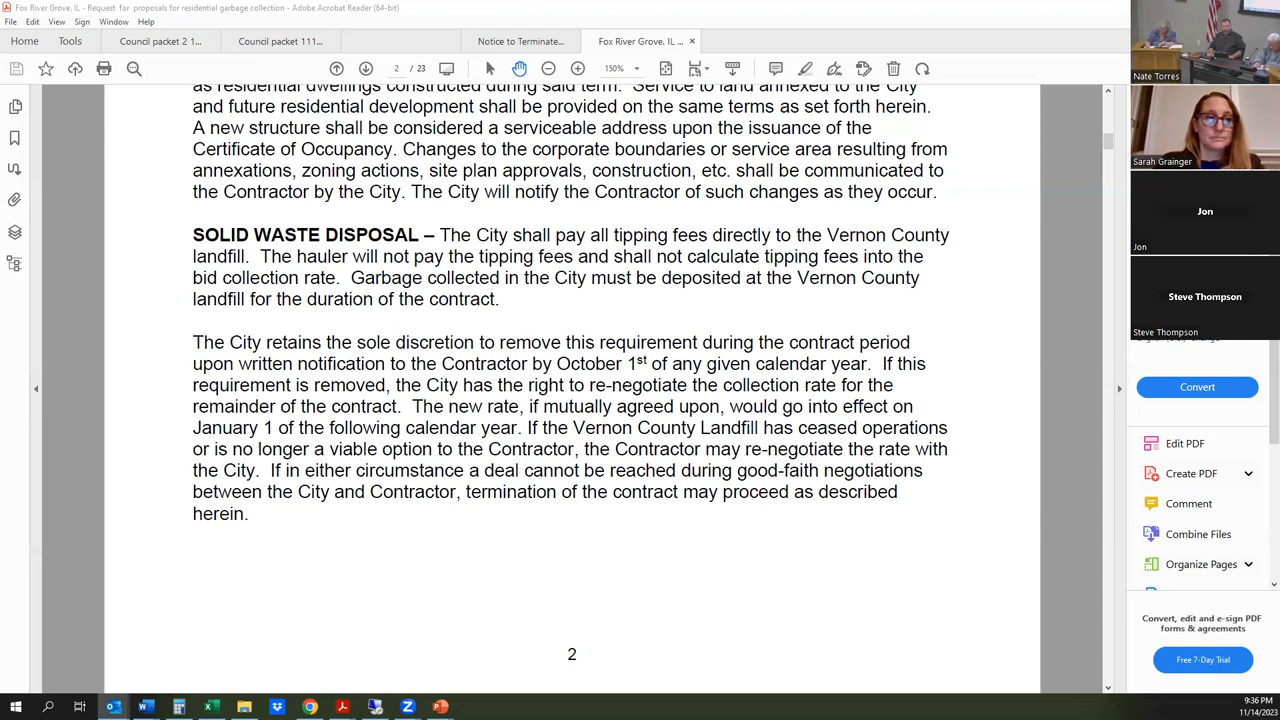 Fox River Grove. IL - Request for proposals for residential garbage collection - Adobe Acrobat Reader (64-bit)
File Edit View Sign Window Help
Home Tools Council packet 2 1... Council packet 111... Notice to Terminate... Fox River Grove. IL ... ×
2 / 23 150%
as residential dwellings constructed during said term. Service to land annexed to the City
and future residential development shall be provided on the same terms as set forth herein.
A new structure shall be considered a serviceable address upon the issuance of the
Certificate of Occupancy. Changes to the corporate boundaries or service area resulting from
annexations, zoning actions, site plan approvals, construction, etc. shall be communicated to
the Contractor by the City. The City will notify the Contractor of such changes as they occur.
SOLID WASTE DISPOSAL – The City shall pay all tipping fees directly to the Vernon County
landfill. The hauler will not pay the tipping fees and shall not calculate tipping fees into the
bid collection rate. Garbage collected in the City must be deposited at the Vernon County
landfill for the duration of the contract.
The City retains the sole discretion to remove this requirement during the contract period
upon written notification to the Contractor by October 1st of any given calendar year. If this
requirement is removed, the City has the right to re-negotiate the collection rate for the
remainder of the contract. The new rate, if mutually agreed upon, would go into effect on
January 1 of the following calendar year. If the Vernon County Landfill has ceased operations
or is no longer a viable option to the Contractor, the Contractor may re-negotiate the rate with
the City. If in either circumstance a deal cannot be reached during good-faith negotiations
between the City and Contractor, termination of the contract may proceed as described
herein.
2
Nate Torres
Sarah Grainger
Jon
Jon
Steve Thompson
Steve Thompson
Convert
Edit PDF
Create PDF
Comment
Combine Files
Organize Pages
Convert, edit and e-sign PDF
forms & agreements
Free 7-Day Trial
9:36 PM
11/14/2023